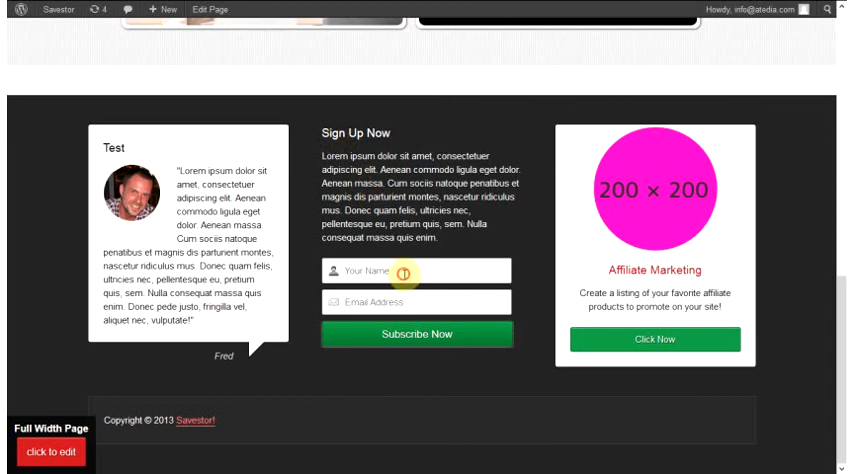 Savestor 4 New Edit Page Howdy, info@atedia.com
Test
"Lorem ipsum dolor sit
amet, consectetuer
adipiscing elit. Aenean
commodo ligula eget
dolor. Aenean massa
Cum sociis natoque
penatibus et magnis dis parturient montes,
nascetur ridiculus mus. Donec quam felis,
ultricies nec, pellentesque eu, pretium
quis, sem. Nulla consequat massa quis
enim. Donec pede justo, fringilla vel,
aliquet nec, vulputate!"
Fred
Sign Up Now
Lorem ipsum dolor sit amet, consectetuer
adipiscing elit. Aenean commodo ligula eget dolor.
Aenean massa. Cum sociis natoque penatibus et
magnis dis parturient montes, nascetur ridiculus
mus. Donec quam felis, ultricies nec,
pellentesque eu, pretium quis, sem. Nulla
consequat massa quis enim.
Your Name
Email Address
Subscribe Now
200 × 200
Affiliate Marketing
Create a listing of your favorite affiliate
products to promote on your site!
Click Now
Copyright © 2013 Savestor!
Full Width Page
click to edit